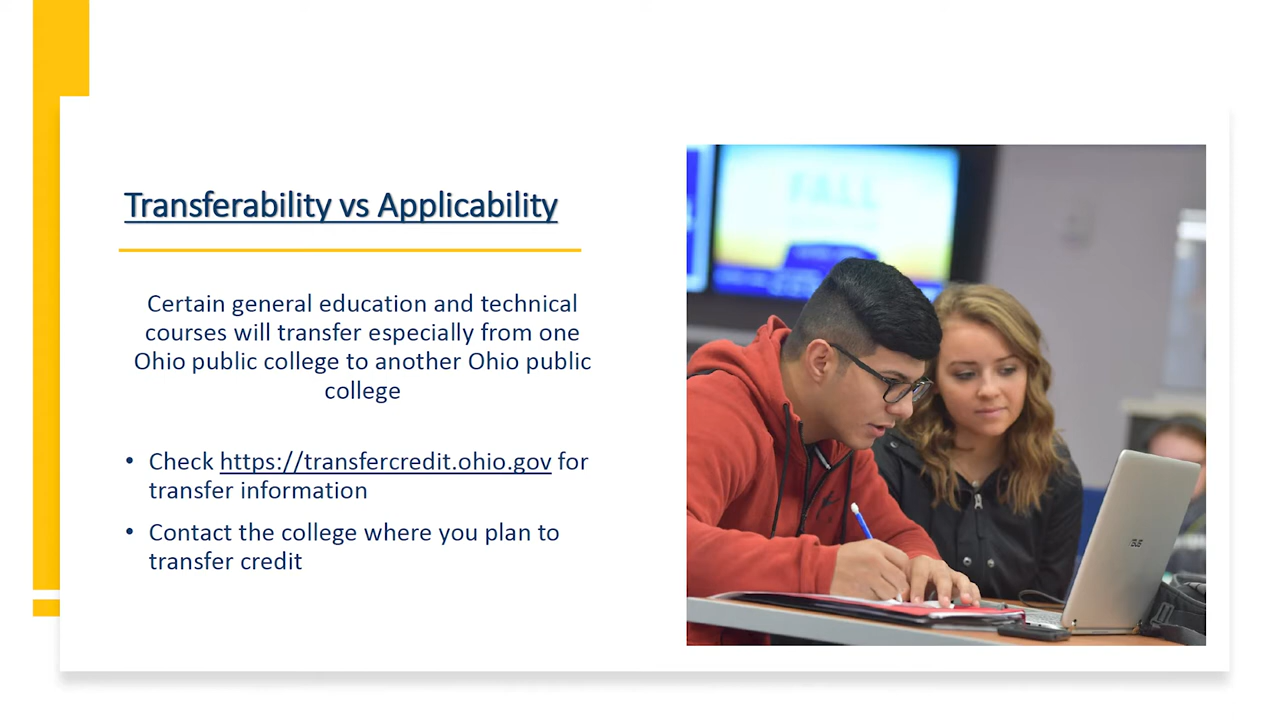 Transferability vs Applicability
Certain general education and technical
courses will transfer especially from one
Ohio public college to another Ohio public
college
• Check https://transfercredit.ohio.gov for
transfer information
• Contact the college where you plan to
transfer credit
FALL